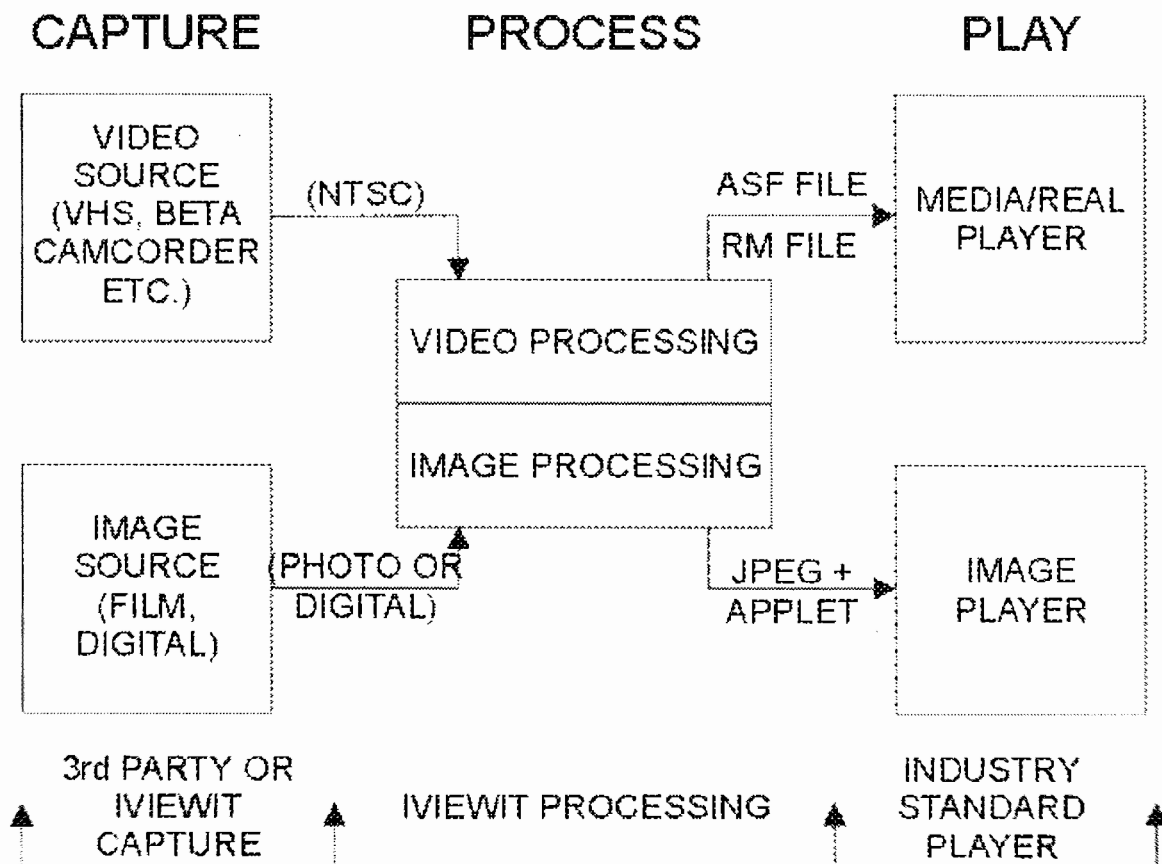 CAPTURE
PROCESS
PLAY
VIDEO
SOURCE
(VHS, BETA
CAMCORDER
ETC.)
(NTSC)
ASF FILE
RM FILE
MEDIA/REAL
PLAYER
VIDEO PROCESSING
IMAGE PROCESSING
IMAGE
SOURCE
(FILM,
DIGITAL)
(PHOTO OR
DIGITAL)
JPEG +
APPLET
IMAGE
PLAYER
3rd PARTY OR
IVIEWIT
CAPTURE
IVIEWIT PROCESSING
INDUSTRY
STANDARD
PLAYER